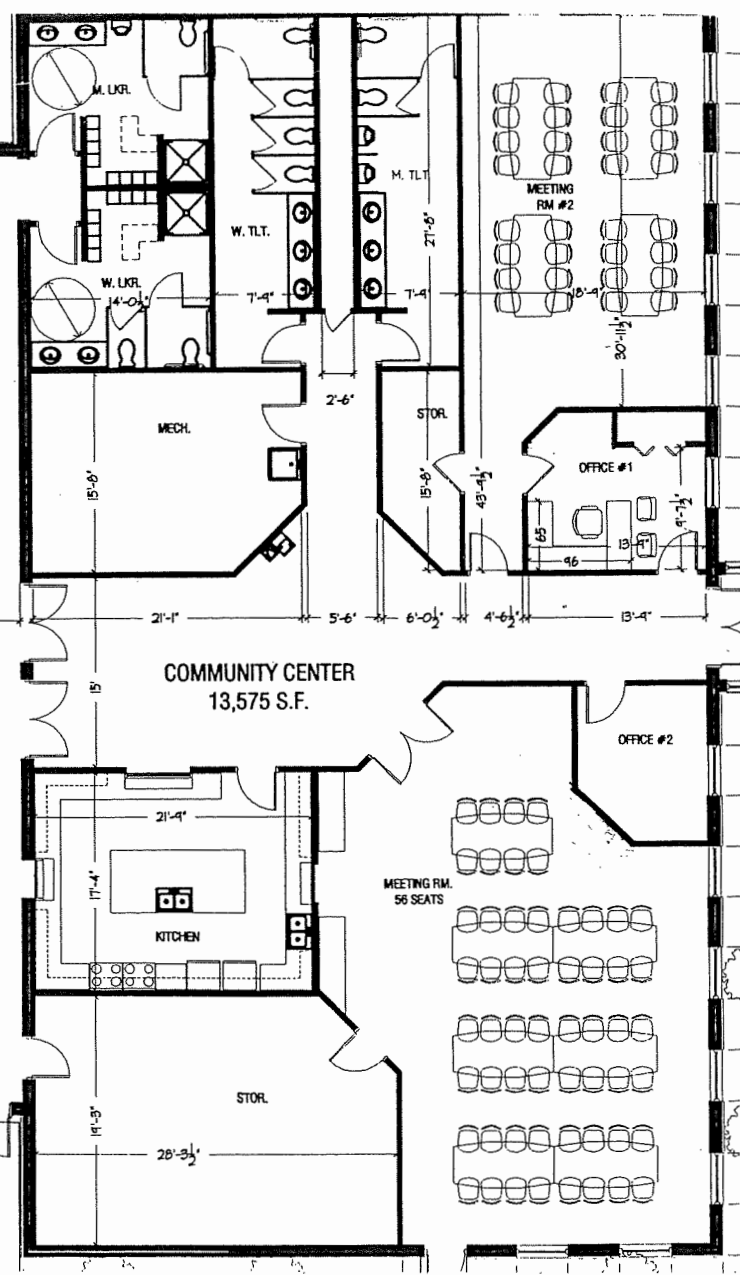 M. LKR.
M. TLT.
MEETING
RM #2
W. TLT.
27'-8"
W. LKR.
14'-0½"
7'-9"
7'-9"
18'-9"
30'-11½"
2'-6"
STOR.
MECH.
OFFICE #1
15'-8"
15'-8"
43'-9½"
9'-7½"
65
13'-9"
96
21'-1"
5'-6"
6'-0½"
4'-6½"
13'-9"
COMMUNITY CENTER
13,575 S.F.
15'
OFFICE #2
21'-9"
17'-4"
MEETING RM.
56 SEATS
KITCHEN
STOR.
19'-3"
28'-3½"